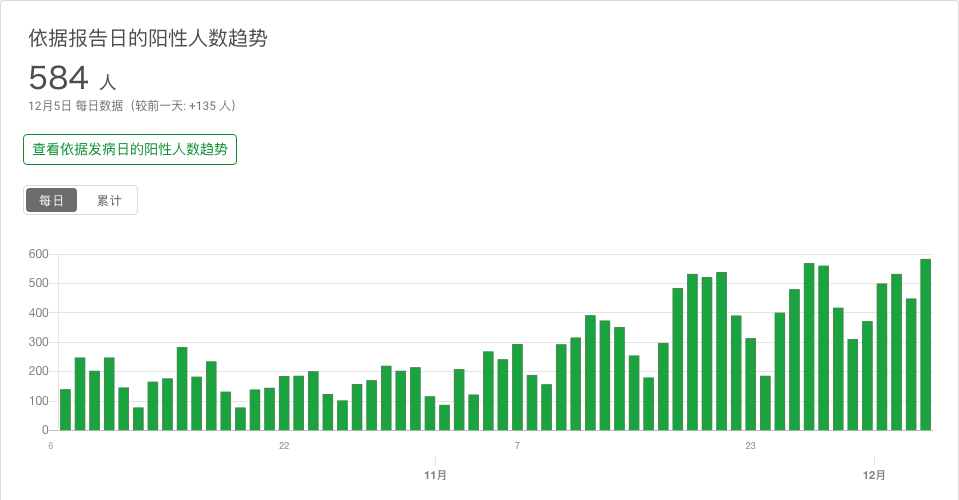 依据报告日的阳性人数趋势
584 人
12月5日 每日数据（较前一天: +135 人）
查看依据发病日的阳性人数趋势
每日 累计
600
500
400
300
200
100
0
6 22 7 23
11月 12月